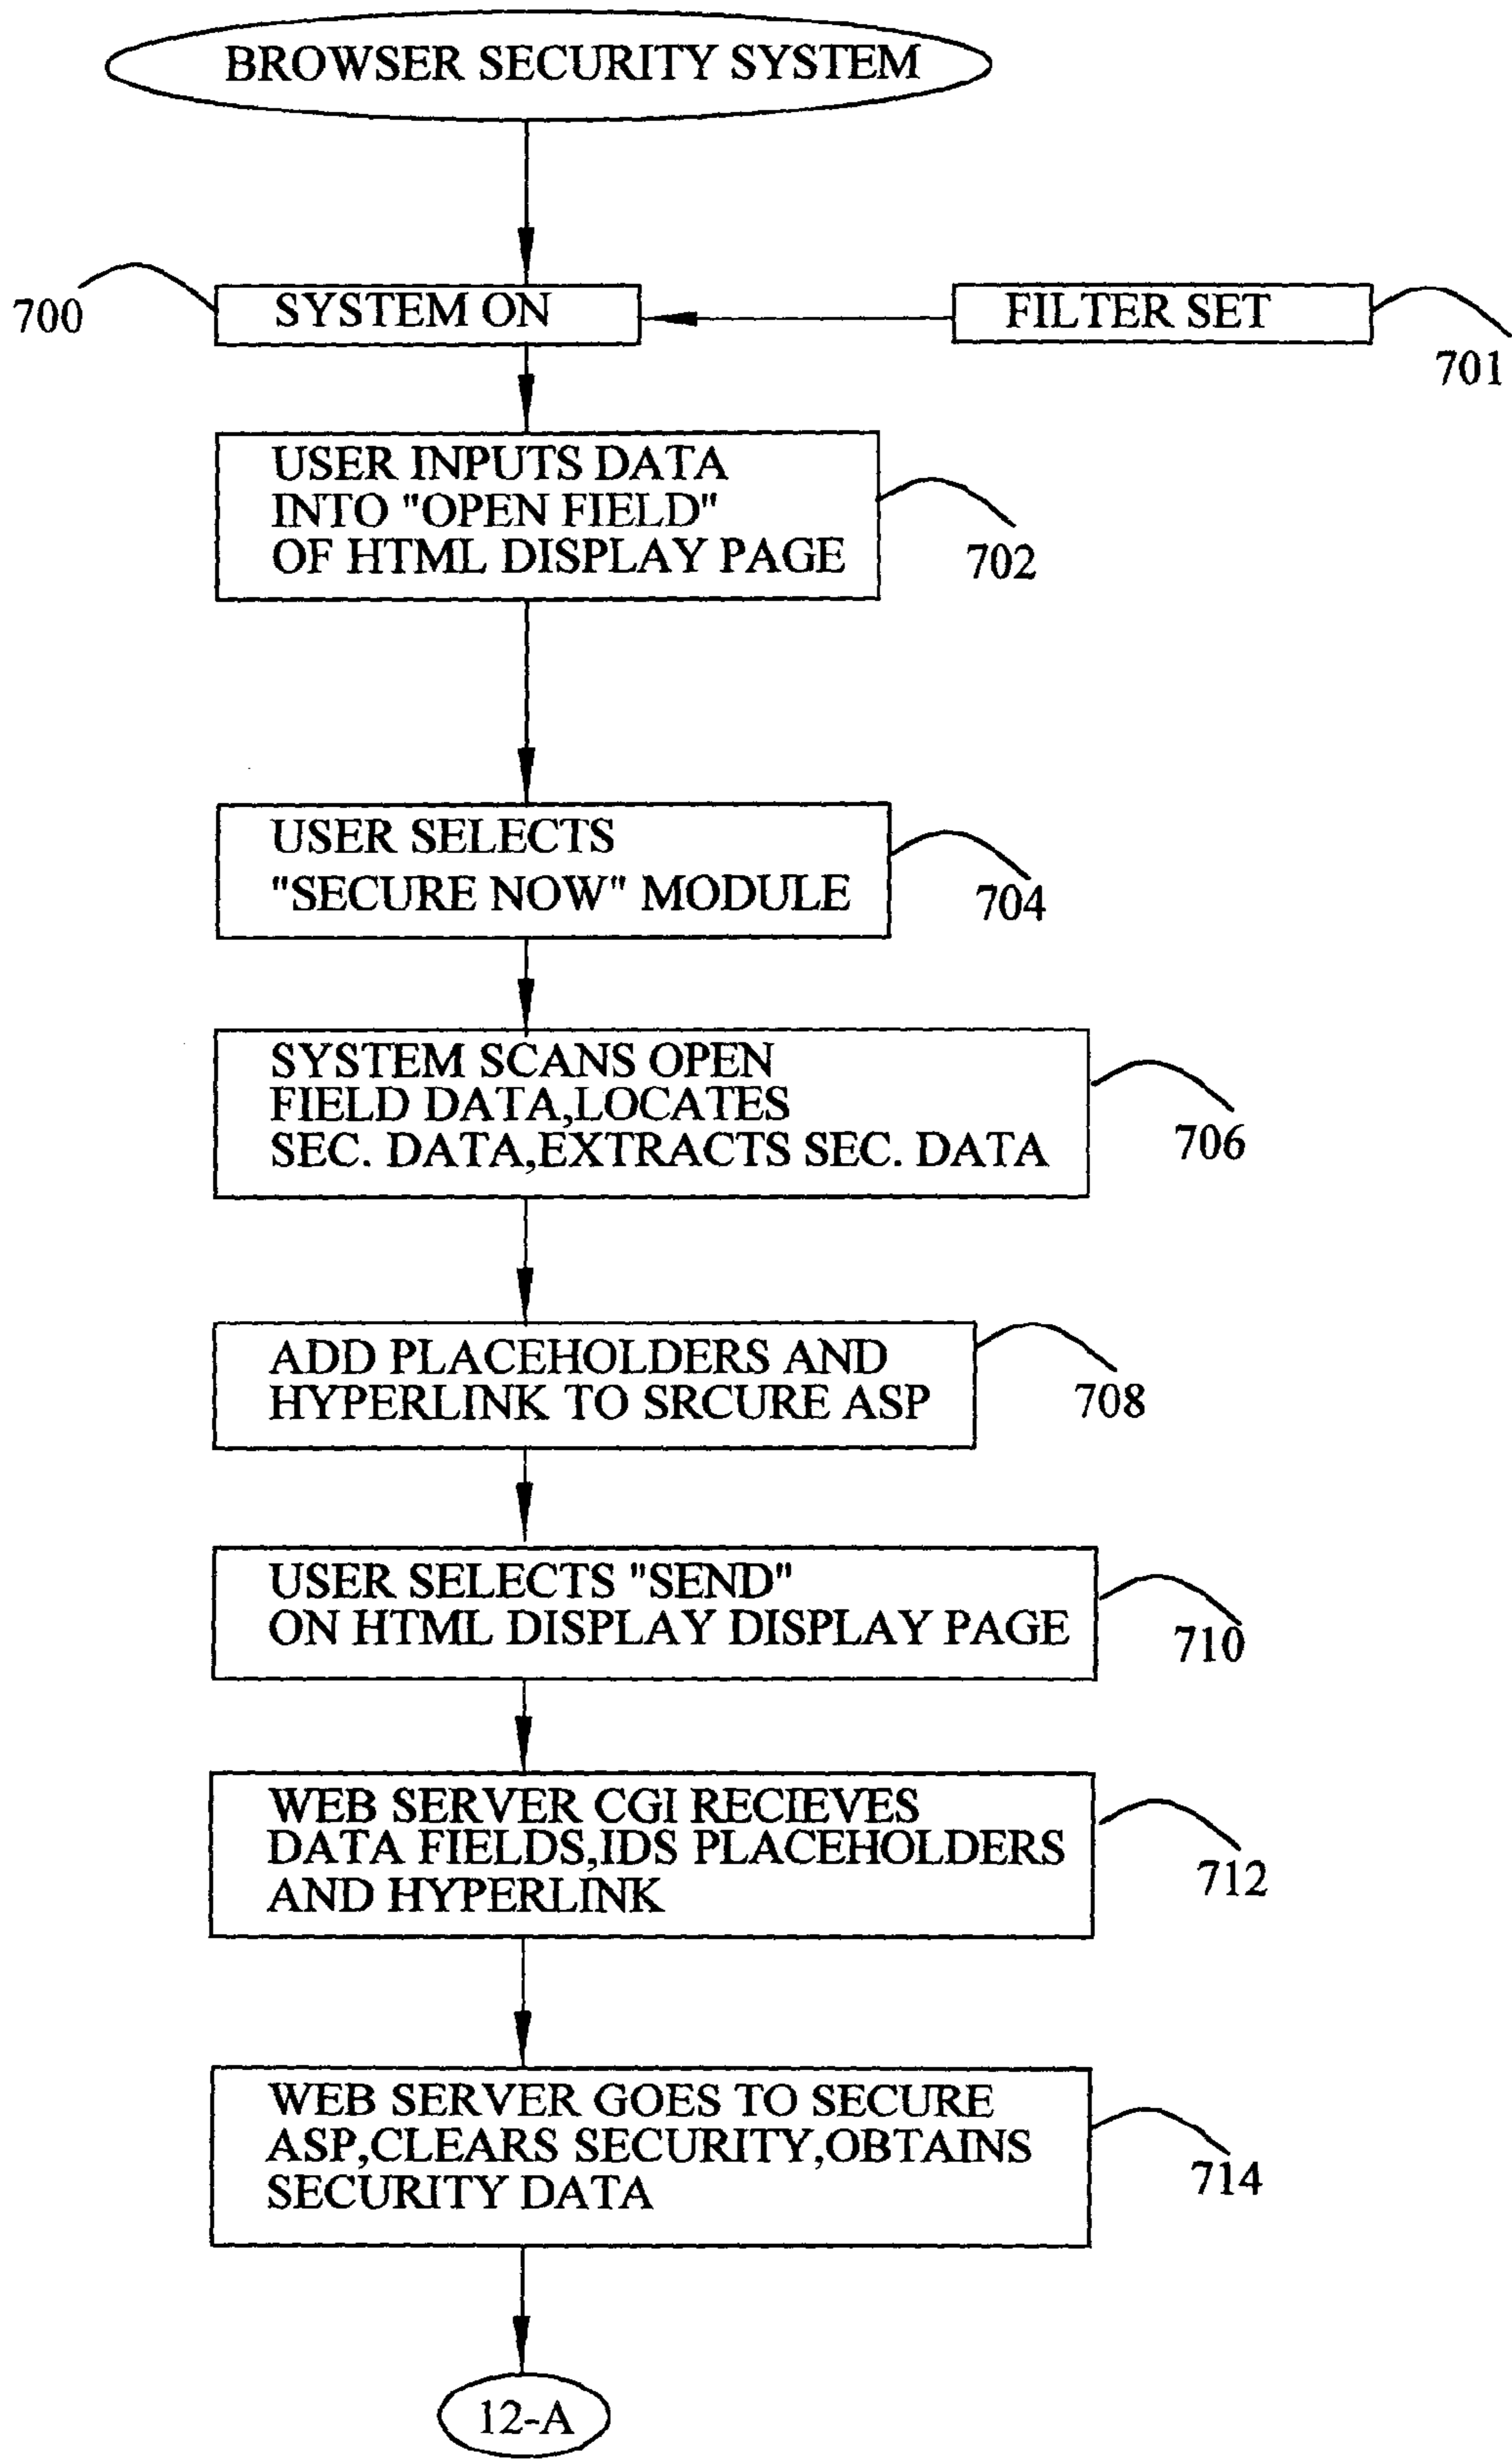 BROWSER SECURITY SYSTEM
700
SYSTEM ON
FILTER SET
701
USER INPUTS DATA
INTO "OPEN FIELD"
OF HTML DISPLAY PAGE
702
USER SELECTS
"SECURE NOW" MODULE
704
SYSTEM SCANS OPEN
FIELD DATA,LOCATES
SEC. DATA,EXTRACTS SEC. DATA
706
ADD PLACEHOLDERS AND
HYPERLINK TO SRCURE ASP
708
USER SELECTS "SEND"
ON HTML DISPLAY DISPLAY PAGE
710
WEB SERVER CGI RECIEVES
DATA FIELDS,IDS PLACEHOLDERS
AND HYPERLINK
712
WEB SERVER GOES TO SECURE
ASP,CLEARS SECURITY,OBTAINS
SECURITY DATA
714
12-A